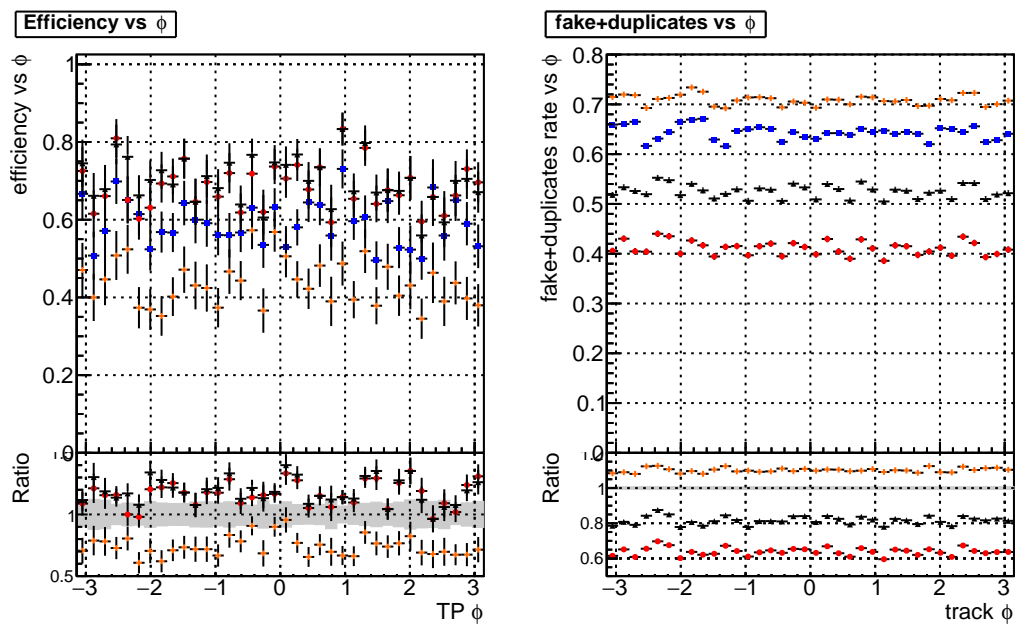 Efficiency vs ϕ
efficiency vs ϕ
1
0.8
0.6
0.4
0.2
0
Ratio
1
0.5
−3 −2 −1 0 1 2 3
TP ϕ
fake+duplicates vs ϕ
fake+duplicates rate vs ϕ
0.8
0.7
0.6
0.5
0.4
0.3
0.2
0.1
0
Ratio
1
0.8
0.6
−3 −2 −1 0 1 2 3
track ϕ